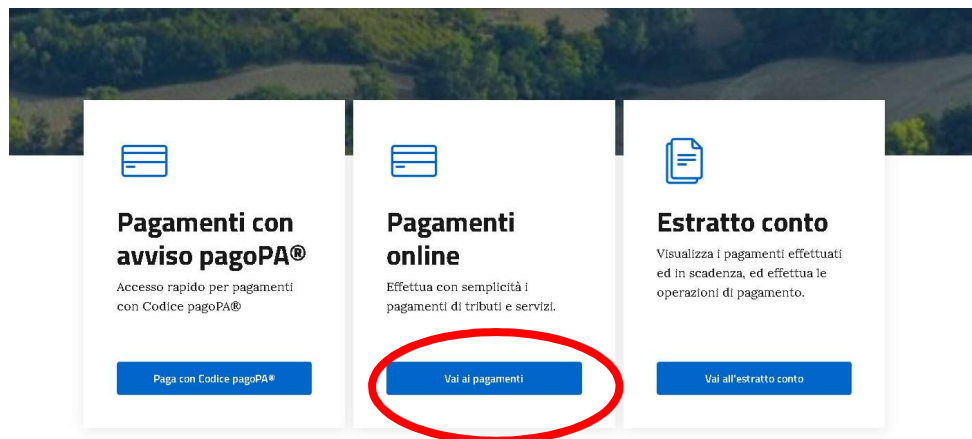 Pagamenti con
avviso pagoPA®
Accesso rapido per pagamenti
con Codice pagoPA®
Paga con Codice pagoPA®
Pagamenti
online
Effettua con semplicità i
pagamenti di tributi e servizi.
Vai ai pagamenti
Estratto conto
Visualizza i pagamenti effettuati
ed in scadenza, ed effettua le
operazioni di pagamento.
Vai all'estratto conto